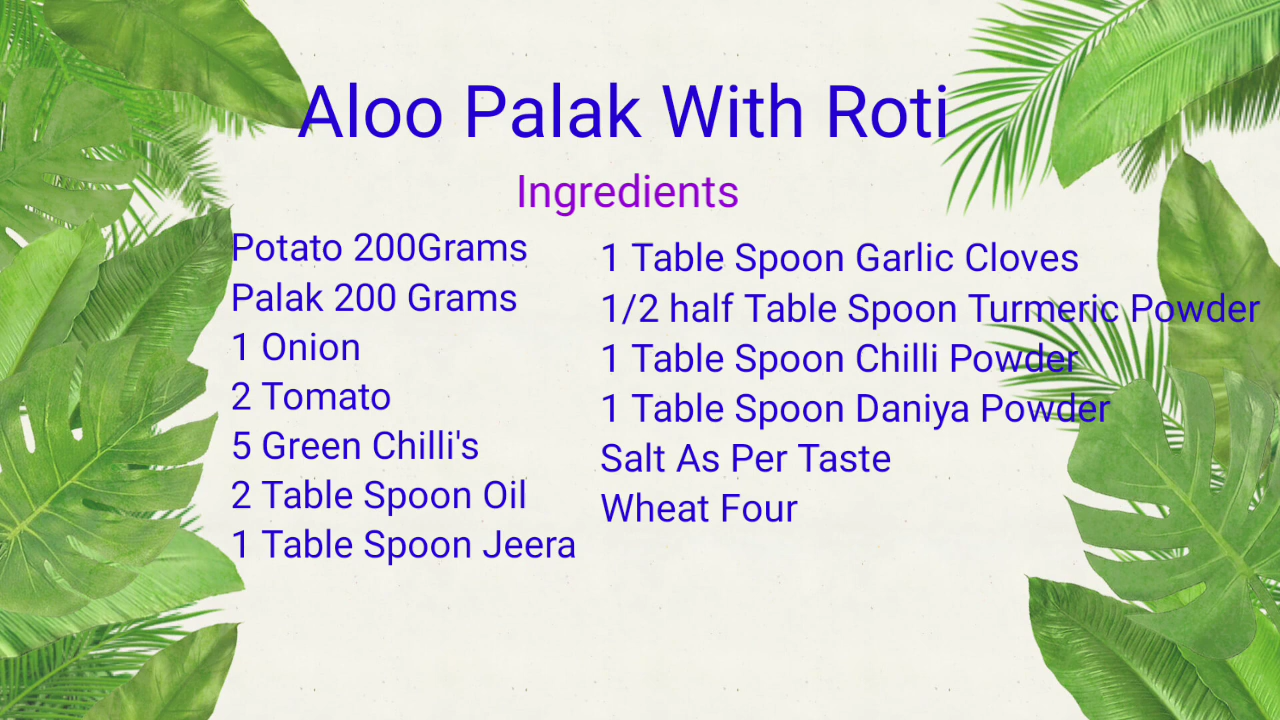 Aloo Palak With Roti
Ingredients
Potato 200Grams
Palak 200 Grams
1 Onion
2 Tomato
5 Green Chilli's
2 Table Spoon Oil
1 Table Spoon Jeera
1 Table Spoon Garlic Cloves
1/2 half Table Spoon Turmeric Powder
1 Table Spoon Chilli Powder
1 Table Spoon Daniya Powder
Salt As Per Taste
Wheat Four